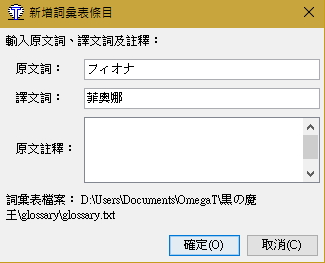 新增詞彙表條目
輸入原文詞、譯文詞及註釋：
原文詞： フィオナ
譯文詞： 菲奧娜
原文註釋：
詞彙表檔案： D:\Users\Documents\OmegaT\黒の魔
王\glossary\glossary.txt
確定(O) 取消(C)